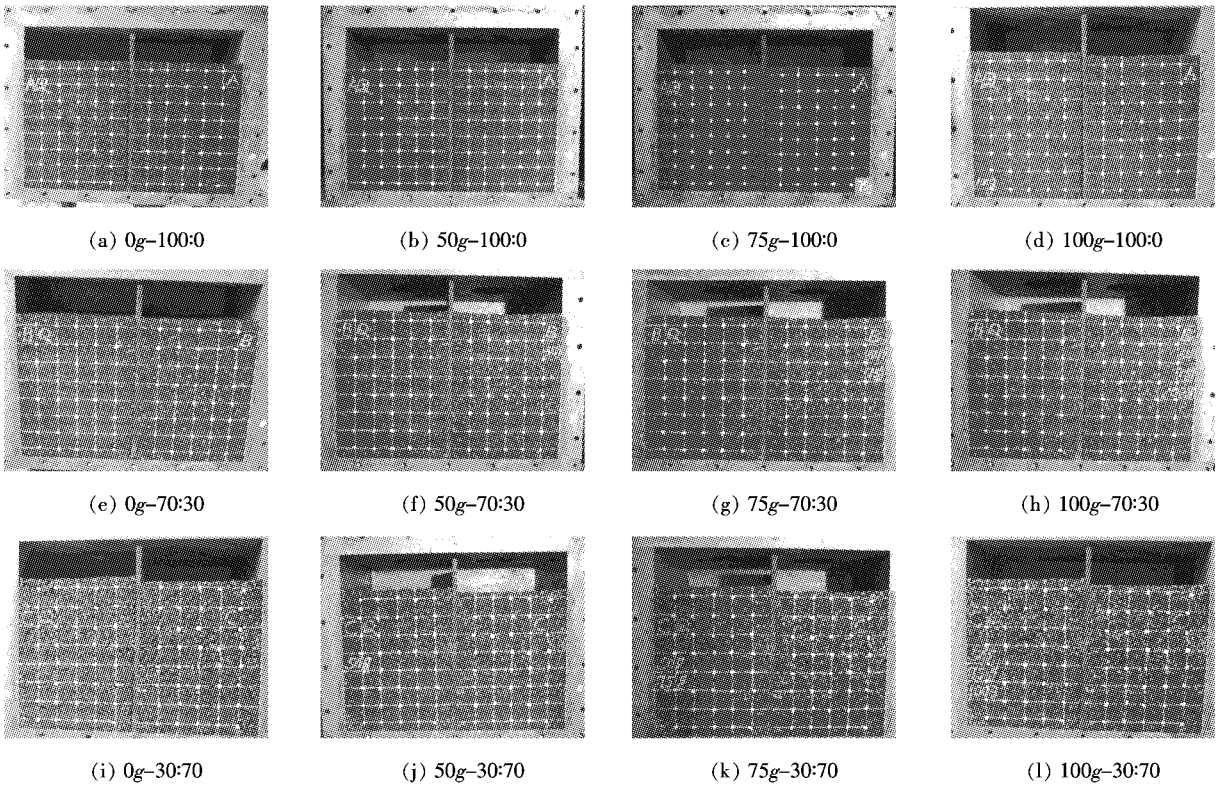 A
A
A
A
(a) 0g–100:0
(b) 50g–100:0
(c) 75g–100:0
(d) 100g–100:0
B
B
B
B
(e) 0g–70:30
(f) 50g–70:30
(g) 75g–70:30
(h) 100g–70:30
(i) 0g–30:70
(j) 50g–30:70
(k) 75g–30:70
(l) 100g–30:70